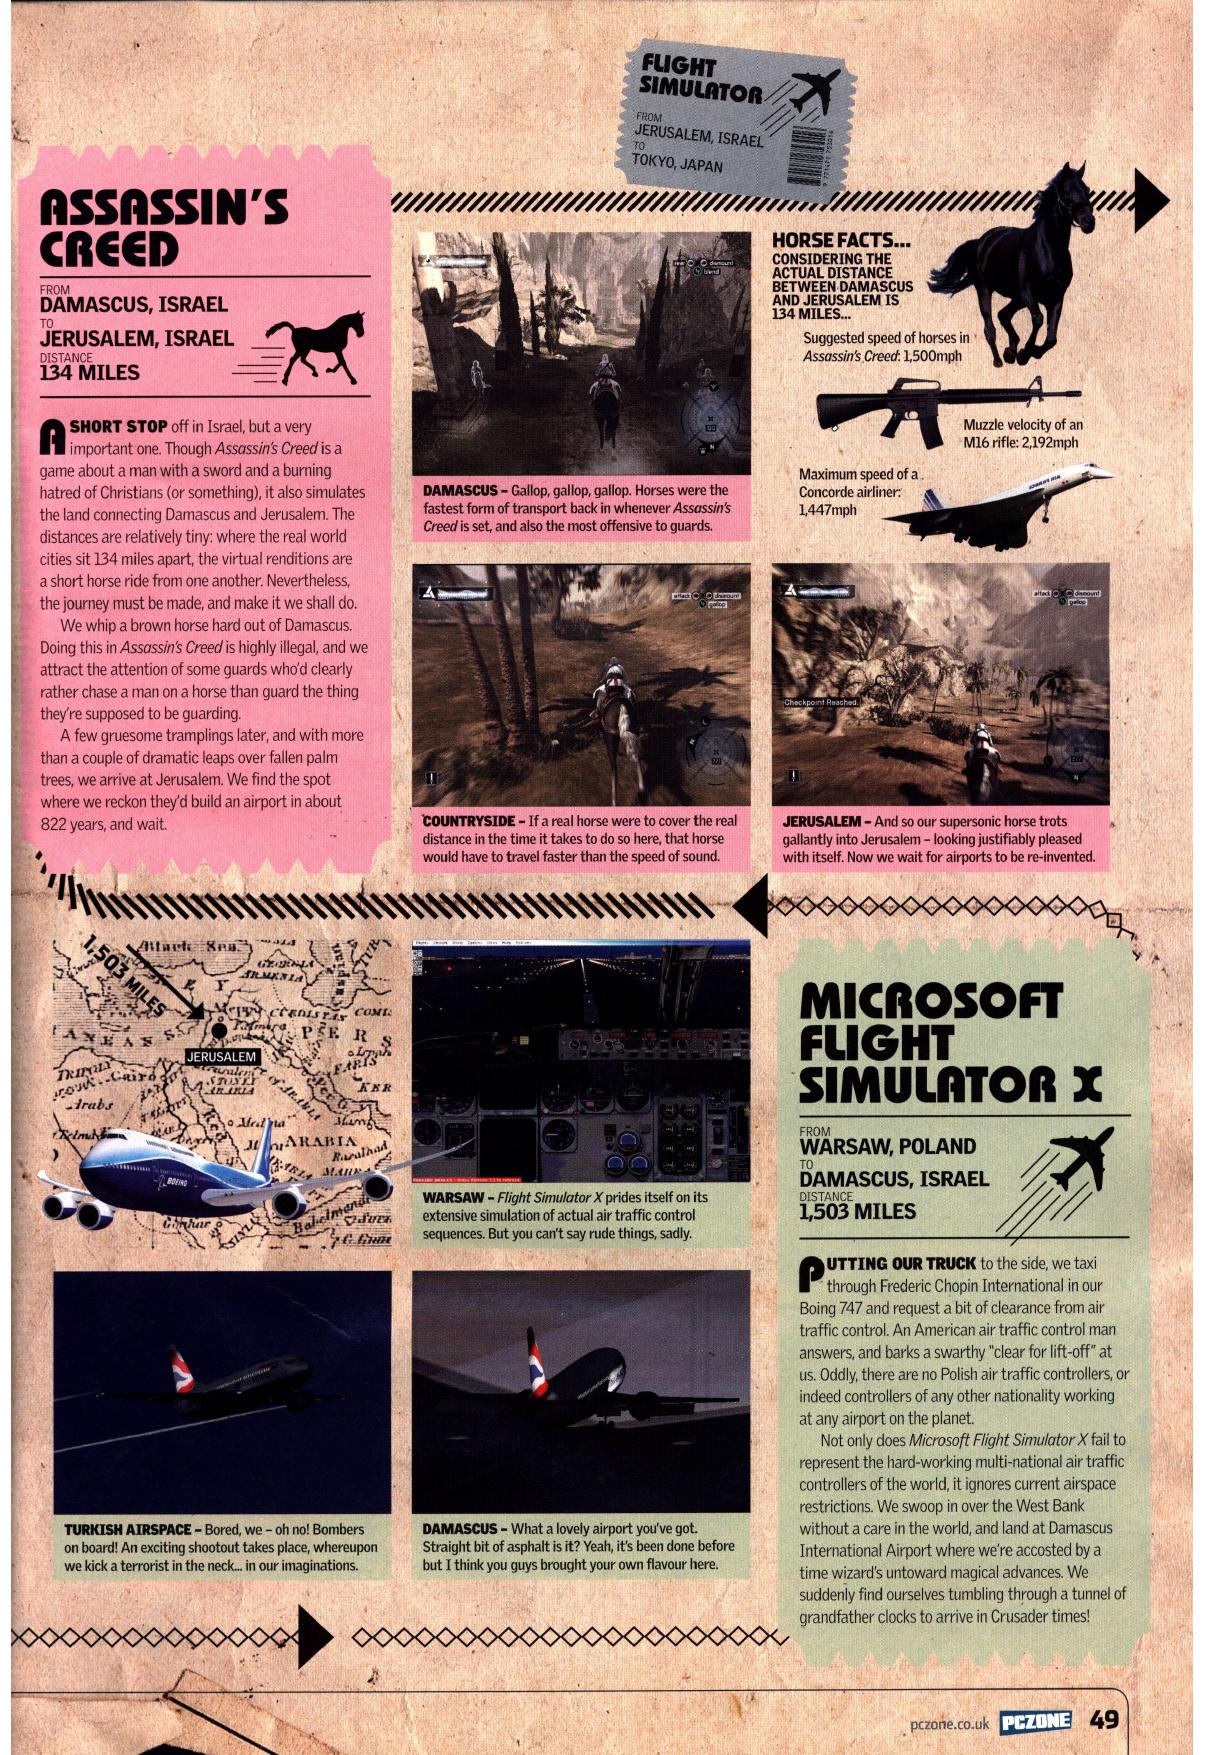 FLIGHT
SIMULATOR
FROM
JERUSALEM, ISRAEL
TO
TOKYO, JAPAN
ASSASSIN'S
CREED
FROM
DAMASCUS, ISRAEL
TO
JERUSALEM, ISRAEL
DISTANCE
134 MILES
A SHORT STOP off in Israel, but a very
important one. Though Assassin's Creed is a
game about a man with a sword and a burning
hatred of Christians (or something), it also simulates
the land connecting Damascus and Jerusalem. The
distances are relatively tiny: where the real world
cities sit 134 miles apart, the virtual renditions are
a short horse ride from one another. Nevertheless,
the journey must be made, and make it we shall do.
We whip a brown horse hard out of Damascus.
Doing this in Assassin's Creed is highly illegal, and we
attract the attention of some guards who'd clearly
rather chase a man on a horse than guard the thing
they're supposed to be guarding.
A few gruesome tramplings later, and with more
than a couple of dramatic leaps over fallen palm
trees, we arrive at Jerusalem. We find the spot
where we reckon they'd build an airport in about
822 years, and wait.
rear dismount
blend
DAMASCUS – Gallop, gallop, gallop. Horses were the
fastest form of transport back in whenever Assassin's
Creed is set, and also the most offensive to guards.
HORSE FACTS...
CONSIDERING THE
ACTUAL DISTANCE
BETWEEN DAMASCUS
AND JERUSALEM IS
134 MILES...
Suggested speed of horses in
Assassin's Creed: 1,500mph
Muzzle velocity of an
M16 rifle: 2,192mph
Maximum speed of a
Concorde airliner:
1,447mph
attack dismount
gallop
COUNTRYSIDE – If a real horse were to cover the real
distance in the time it takes to do so here, that horse
would have to travel faster than the speed of sound.
attack dismount
gallop
Checkpoint Reached.
JERUSALEM – And so our supersonic horse trots
gallantly into Jerusalem – looking justifiably pleased
with itself. Now we wait for airports to be re-invented.
1,503 MILES
Black Sea
GEORGIA
ARMENIA
CURDISTAN
JERUSALEM
TRIPOLI
Cairo
STONEY
ARABIA
Arabs
Medina
ARABIA
BOEING
WARSAW – Flight Simulator X prides itself on its
extensive simulation of actual air traffic control
sequences. But you can't say rude things, sadly.
TURKISH AIRSPACE – Bored, we – oh no! Bombers
on board! An exciting shootout takes place, whereupon
we kick a terrorist in the neck... in our imaginations.
DAMASCUS – What a lovely airport you've got.
Straight bit of asphalt is it? Yeah, it's been done before
but I think you guys brought your own flavour here.
MICROSOFT
FLIGHT
SIMULATOR X
FROM
WARSAW, POLAND
TO
DAMASCUS, ISRAEL
DISTANCE
1,503 MILES
PUTTING OUR TRUCK to the side, we taxi
through Frederic Chopin International in our
Boing 747 and request a bit of clearance from air
traffic control. An American air traffic control man
answers, and barks a swarthy "clear for lift-off" at
us. Oddly, there are no Polish air traffic controllers, or
indeed controllers of any other nationality working
at any airport on the planet.
Not only does Microsoft Flight Simulator X fail to
represent the hard-working multi-national air traffic
controllers of the world, it ignores current airspace
restrictions. We swoop in over the West Bank
without a care in the world, and land at Damascus
International Airport where we're accosted by a
time wizard's untoward magical advances. We
suddenly find ourselves tumbling through a tunnel of
grandfather clocks to arrive in Crusader times!
pczone.co.uk PCZONE 49